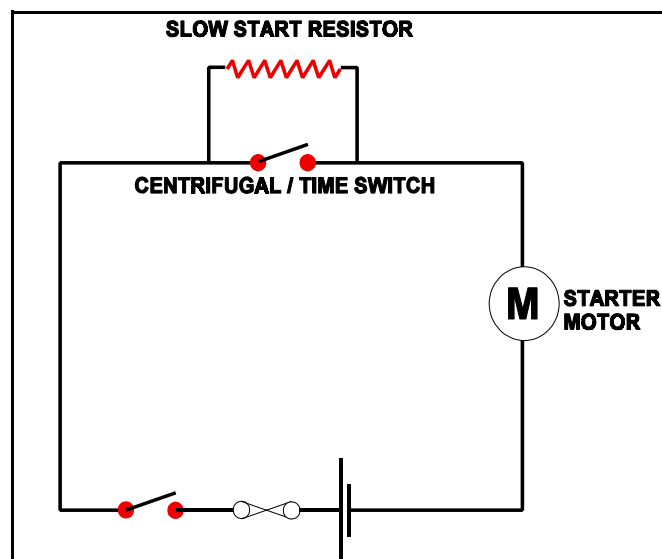 SLOW START RESISTOR
CENTRIFUGAL / TIME SWITCH
M
STARTER
MOTOR